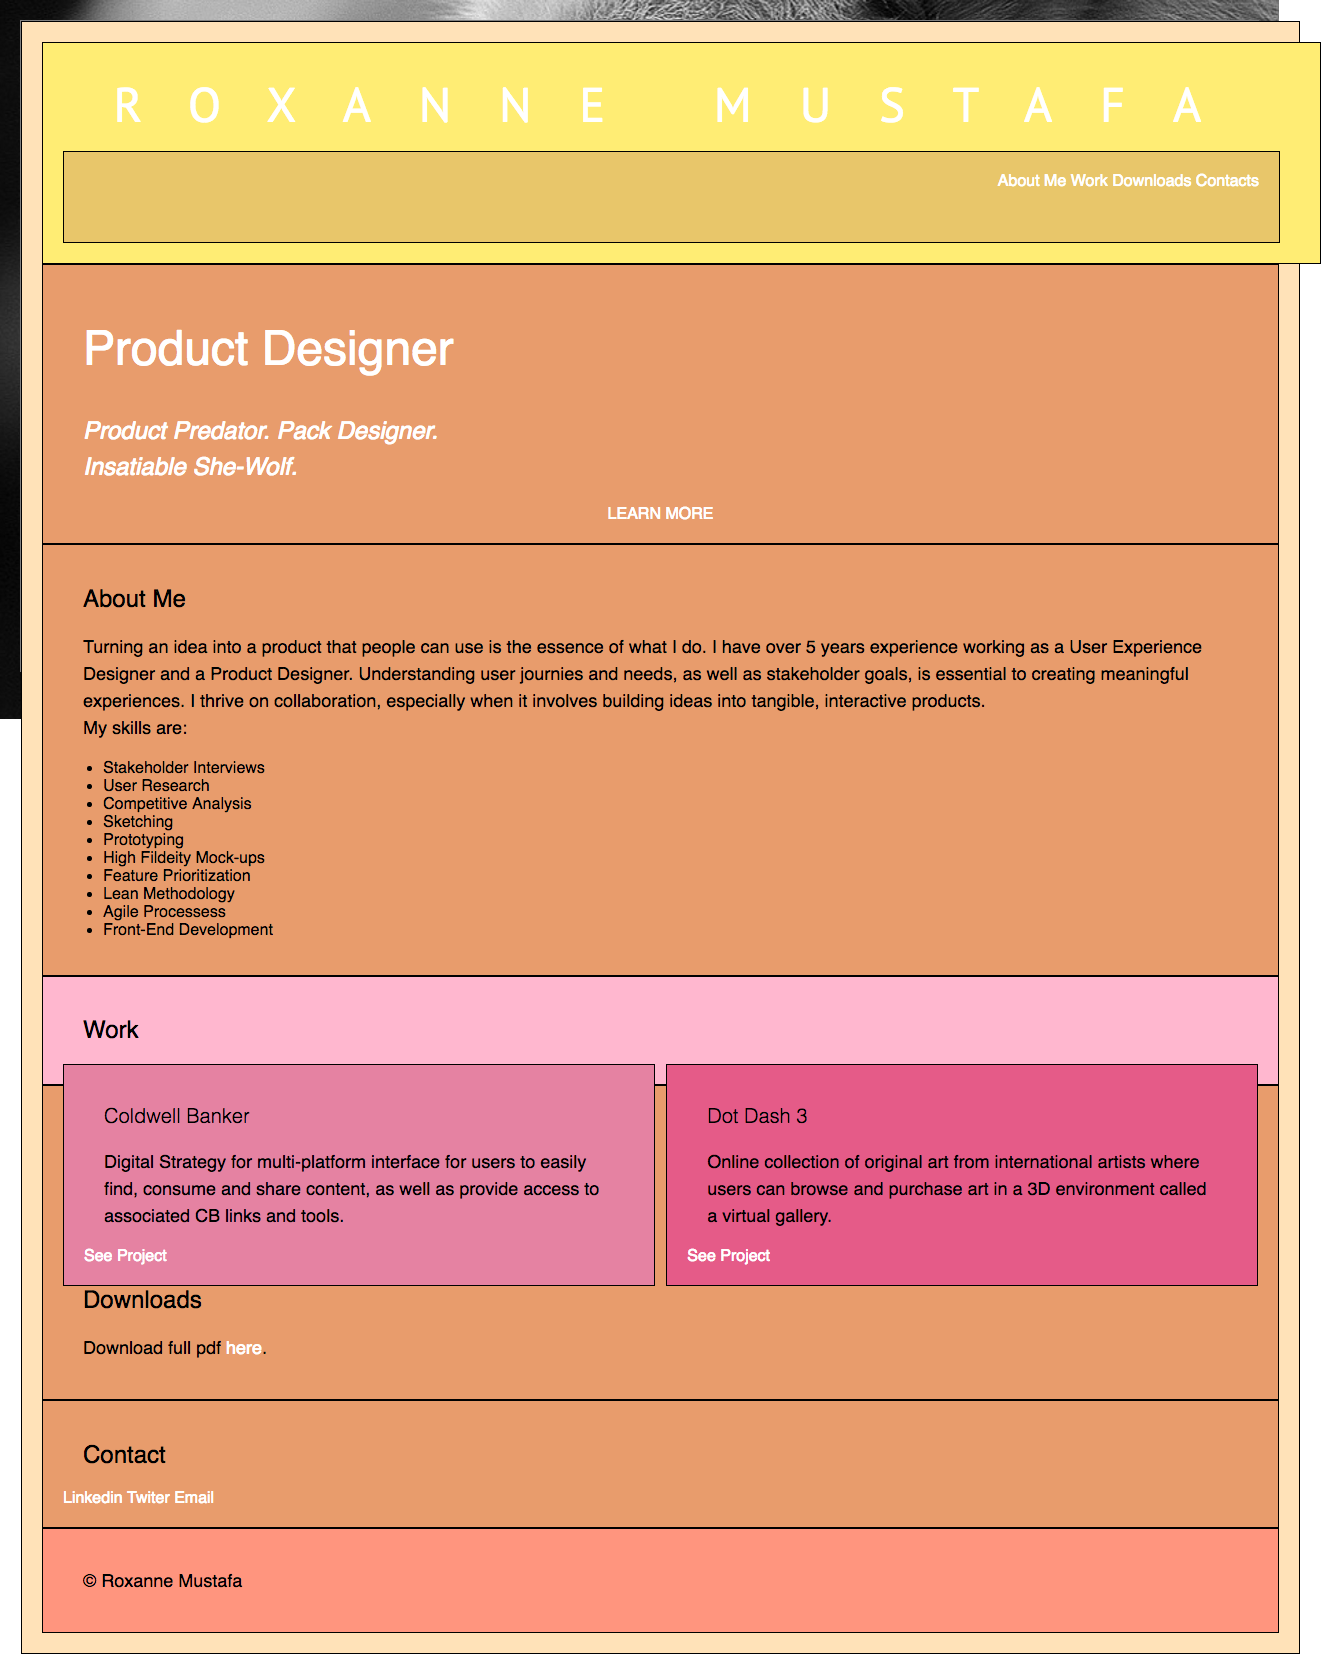 ROXANNE MUSTAFA
About Me Work Downloads Contacts
Product Designer
Product Predator. Pack Designer.
Insatiable She-Wolf.
LEARN MORE
About Me
Turning an idea into a product that people can use is the essence of what I do. I have over 5 years experience working as a User Experience
Designer and a Product Designer. Understanding user journies and needs, as well as stakeholder goals, is essential to creating meaningful
experiences. I thrive on collaboration, especially when it involves building ideas into tangible, interactive products.
My skills are:
• Stakeholder Interviews
• User Research
• Competitive Analysis
• Sketching
• Prototyping
• High Fildeity Mock-ups
• Feature Prioritization
• Lean Methodology
• Agile Processess
• Front-End Development
Work
Coldwell Banker
Digital Strategy for multi-platform interface for users to easily
find, consume and share content, as well as provide access to
associated CB links and tools.
See Project
Dot Dash 3
Online collection of original art from international artists where
users can browse and purchase art in a 3D environment called
a virtual gallery.
See Project
Downloads
Download full pdf here.
Contact
Linkedin Twiter Email
© Roxanne Mustafa